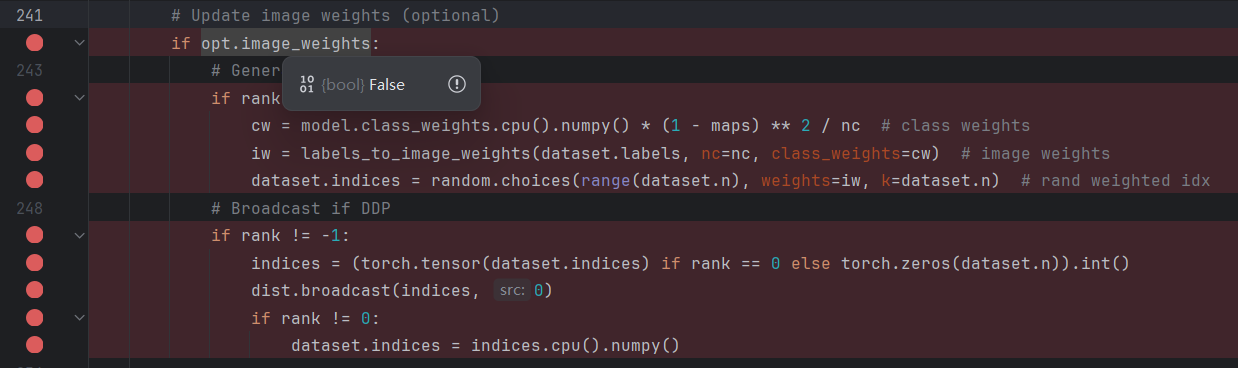 241 # Update image weights (optional)
if opt.image_weights:
243 # Gener
{bool} False
if rank
cw = model.class_weights.cpu().numpy() * (1 - maps) ** 2 / nc # class weights
iw = labels_to_image_weights(dataset.labels, nc=nc, class_weights=cw) # image weights
dataset.indices = random.choices(range(dataset.n), weights=iw, k=dataset.n) # rand weighted idx
248 # Broadcast if DDP
if rank != -1:
indices = (torch.tensor(dataset.indices) if rank == 0 else torch.zeros(dataset.n)).int()
dist.broadcast(indices, src: 0)
if rank != 0:
dataset.indices = indices.cpu().numpy()